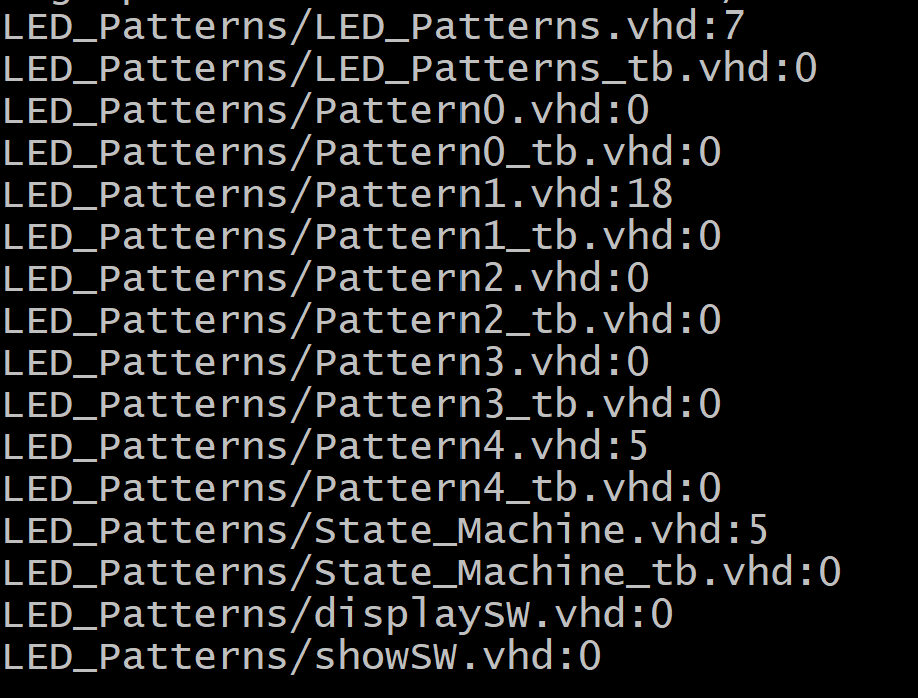 LED_Patterns/LED_Patterns.vhd:7
LED_Patterns/LED_Patterns_tb.vhd:0
LED_Patterns/Pattern0.vhd:0
LED_Patterns/Pattern0_tb.vhd:0
LED_Patterns/Pattern1.vhd:18
LED_Patterns/Pattern1_tb.vhd:0
LED_Patterns/Pattern2.vhd:0
LED_Patterns/Pattern2_tb.vhd:0
LED_Patterns/Pattern3.vhd:0
LED_Patterns/Pattern3_tb.vhd:0
LED_Patterns/Pattern4.vhd:5
LED_Patterns/Pattern4_tb.vhd:0
LED_Patterns/State_Machine.vhd:5
LED_Patterns/State_Machine_tb.vhd:0
LED_Patterns/displaySW.vhd:0
LED_Patterns/showSW.vhd:0